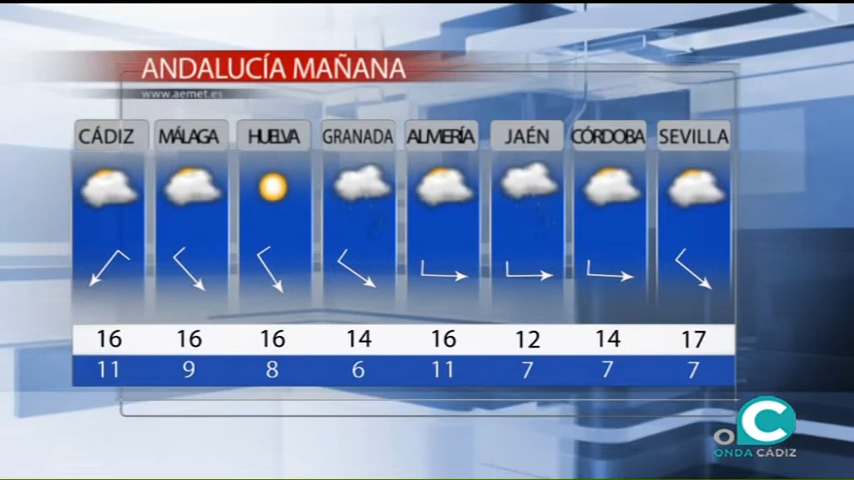 ANDALUCÍA MAÑANA
www.aemet.es
CÁDIZ MÁLAGA HUELVA GRANADA ALMERÍA JAÉN CÓRDOBA SEVILLA
16 16 16 14 16 12 14 17
11 9 8 6 11 7 7 7
OC
ONDA CÁDIZ